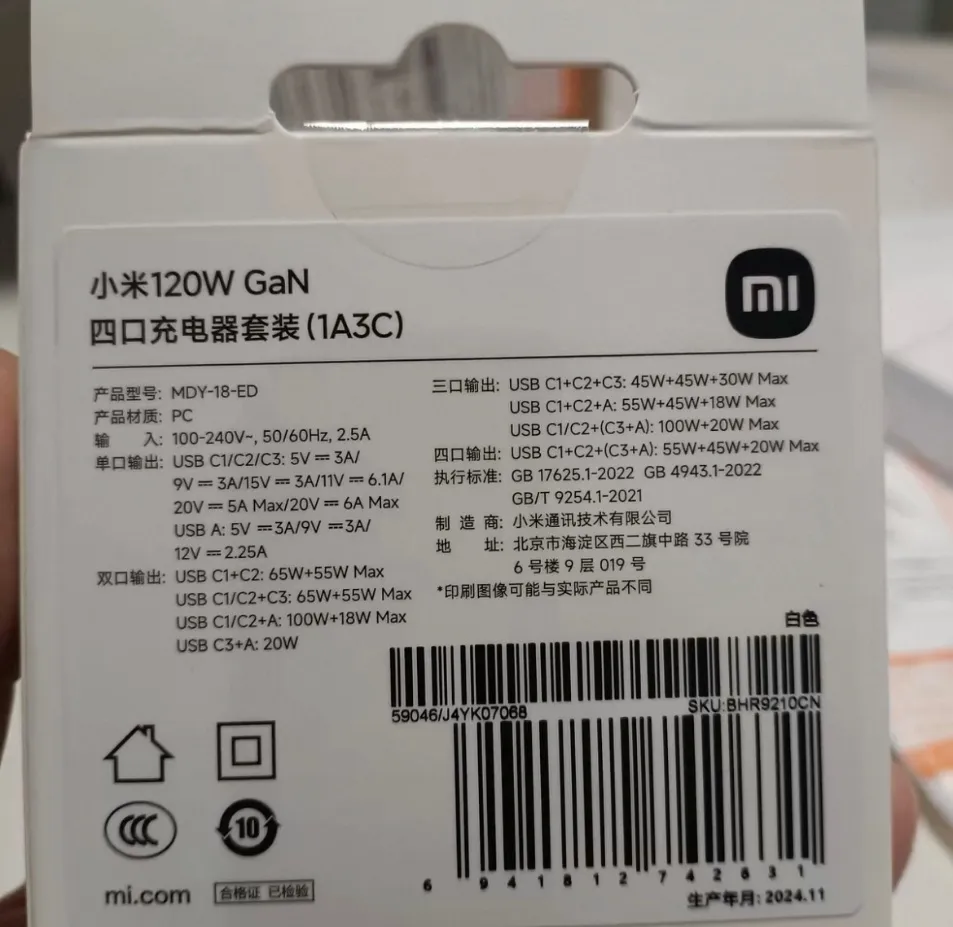 小米120W GaN
四口充电器套装(1A3C)
mi
产品型号: MDY-18-ED
产品材质: PC
输 入: 100-240V~, 50/60Hz, 2.5A
单口输出: USB C1/C2/C3: 5V⎓3A/
9V⎓3A/15V⎓3A/11V⎓6.1A/
20V⎓5A Max/20V⎓6A Max
USB A: 5V⎓3A/9V⎓3A/
12V⎓2.25A
双口输出: USB C1+C2: 65W+55W Max
USB C1/C2+C3: 65W+55W Max
USB C1/C2+A: 100W+18W Max
USB C3+A: 20W
三口输出: USB C1+C2+C3: 45W+45W+30W Max
USB C1+C2+A: 55W+45W+18W Max
USB C1/C2+(C3+A): 100W+20W Max
四口输出: USB C1+C2+(C3+A): 55W+45W+20W Max
执行标准: GB 17625.1-2022 GB 4943.1-2022
GB/T 9254.1-2021
制 造 商: 小米通讯技术有限公司
地 址: 北京市海淀区西二旗中路 33 号院
6 号楼 9 层 019 号
*印刷图像可能与实际产品不同
白色
59046/J4YK07068 SKU:BHR9210CN
CCC
10
6 941812 742831
mi.com
合格证 已检验
生产年月: 2024.11